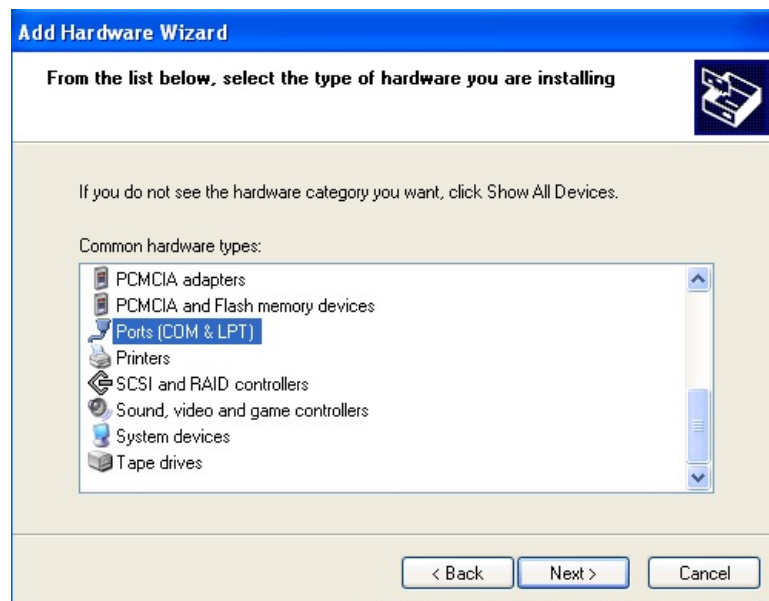 Add Hardware Wizard
From the list below, select the type of hardware you are installing
If you do not see the hardware category you want, click Show All Devices.
Common hardware types:
PCMCIA adapters
PCMCIA and Flash memory devices
Ports (COM & LPT)
Printers
SCSI and RAID controllers
Sound, video and game controllers
System devices
Tape drives
< Back Next > Cancel